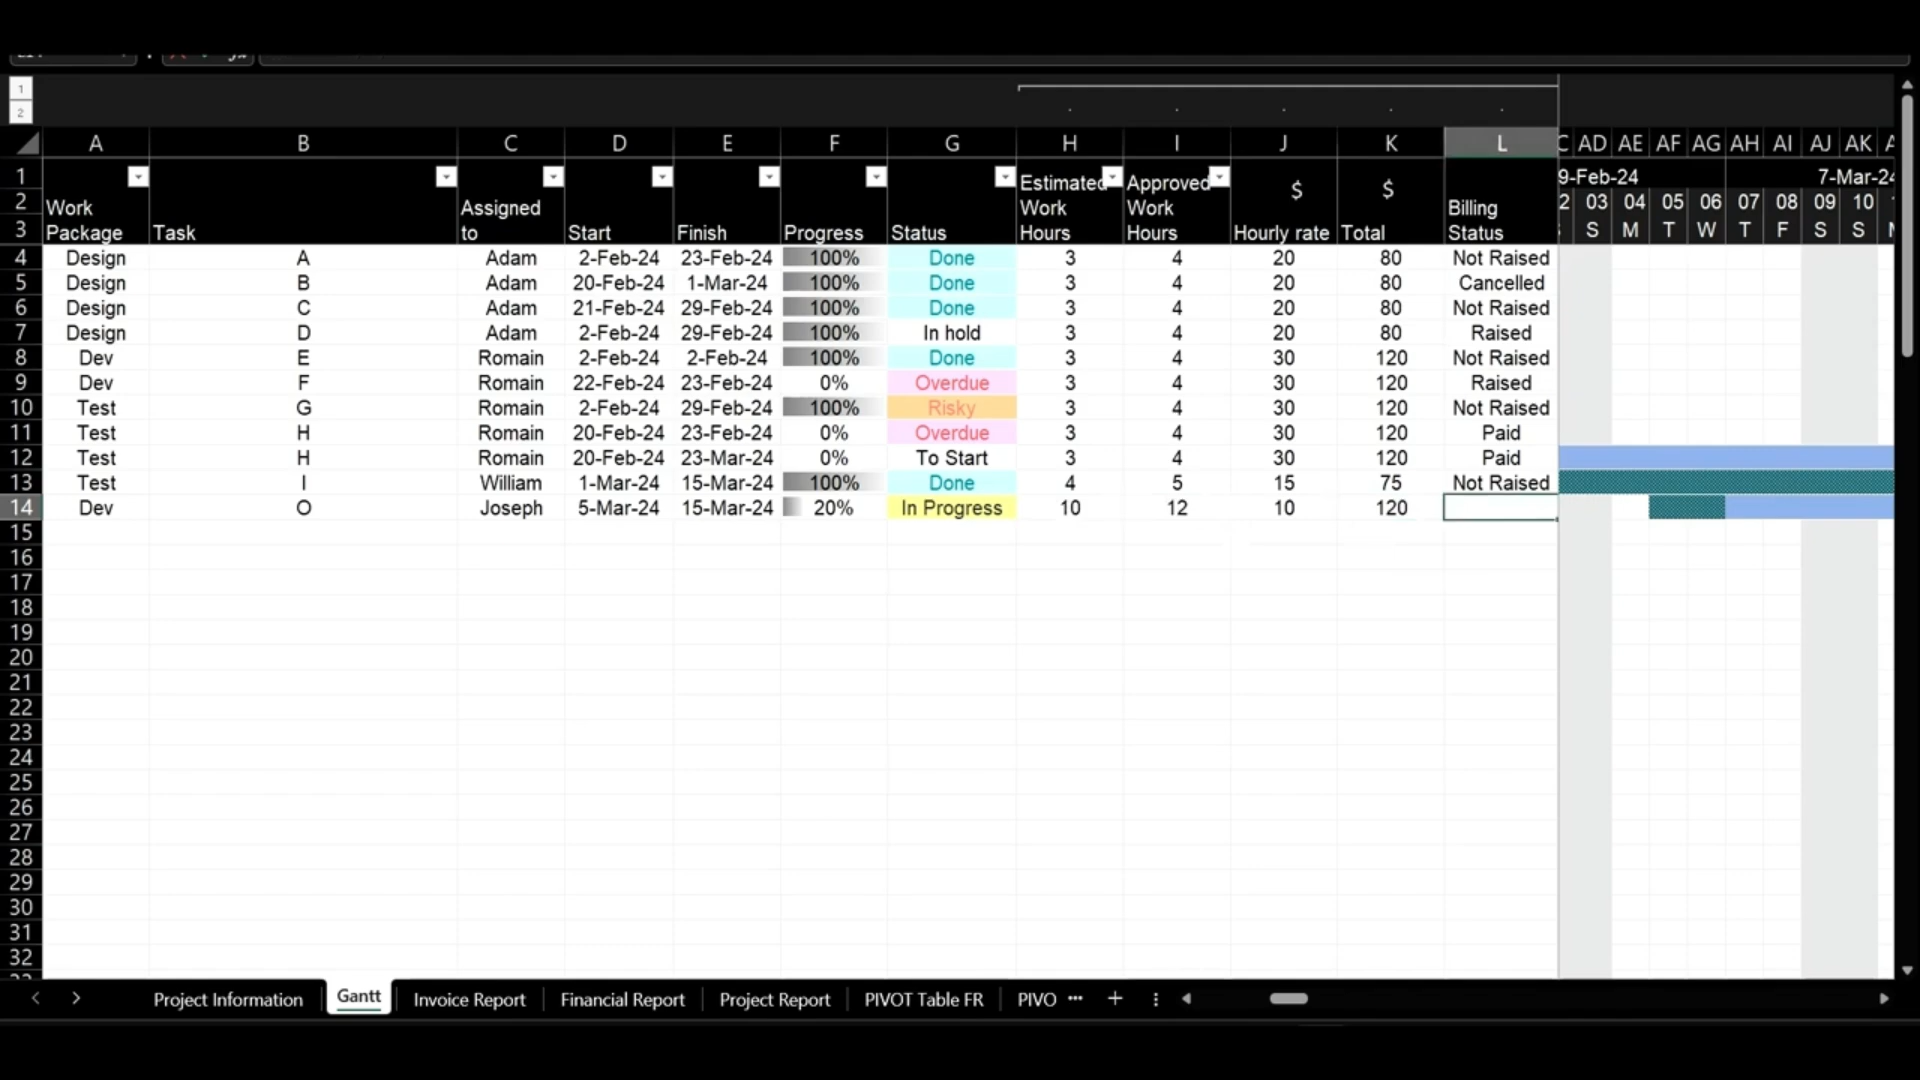 1
2
A B C D E F G H I J K L AD AE AF AG AH AI AJ AK
1 Estimated Approved $ $ 9-Feb-24 7-Mar-24
2 Work Assigned Work Work Billing 2 03 04 05 06 07 08 09 10
3 Package Task to Start Finish Progress Status Hours Hours Hourly rate Total Status S M T W T F S S
4 Design A Adam 2-Feb-24 23-Feb-24 100% Done 3 4 20 80 Not Raised
5 Design B Adam 20-Feb-24 1-Mar-24 100% Done 3 4 20 80 Cancelled
6 Design C Adam 21-Feb-24 29-Feb-24 100% Done 3 4 20 80 Not Raised
7 Design D Adam 2-Feb-24 29-Feb-24 100% In hold 3 4 20 80 Raised
8 Dev E Romain 2-Feb-24 2-Feb-24 100% Done 3 4 30 120 Not Raised
9 Dev F Romain 22-Feb-24 23-Feb-24 0% Overdue 3 4 30 120 Raised
10 Test G Romain 2-Feb-24 29-Feb-24 100% Risky 3 4 30 120 Not Raised
11 Test H Romain 20-Feb-24 23-Feb-24 0% Overdue 3 4 30 120 Paid
12 Test H Romain 20-Feb-24 23-Mar-24 0% To Start 3 4 30 120 Paid
13 Test I William 1-Mar-24 15-Mar-24 100% Done 4 5 15 75 Not Raised
14 Dev O Joseph 5-Mar-24 15-Mar-24 20% In Progress 10 12 10 120
15
16
17
18
19
20
21
22
23
24
25
26
27
28
29
30
31
32
Project Information Gantt Invoice Report Financial Report Project Report PIVOT Table FR PIVO ...